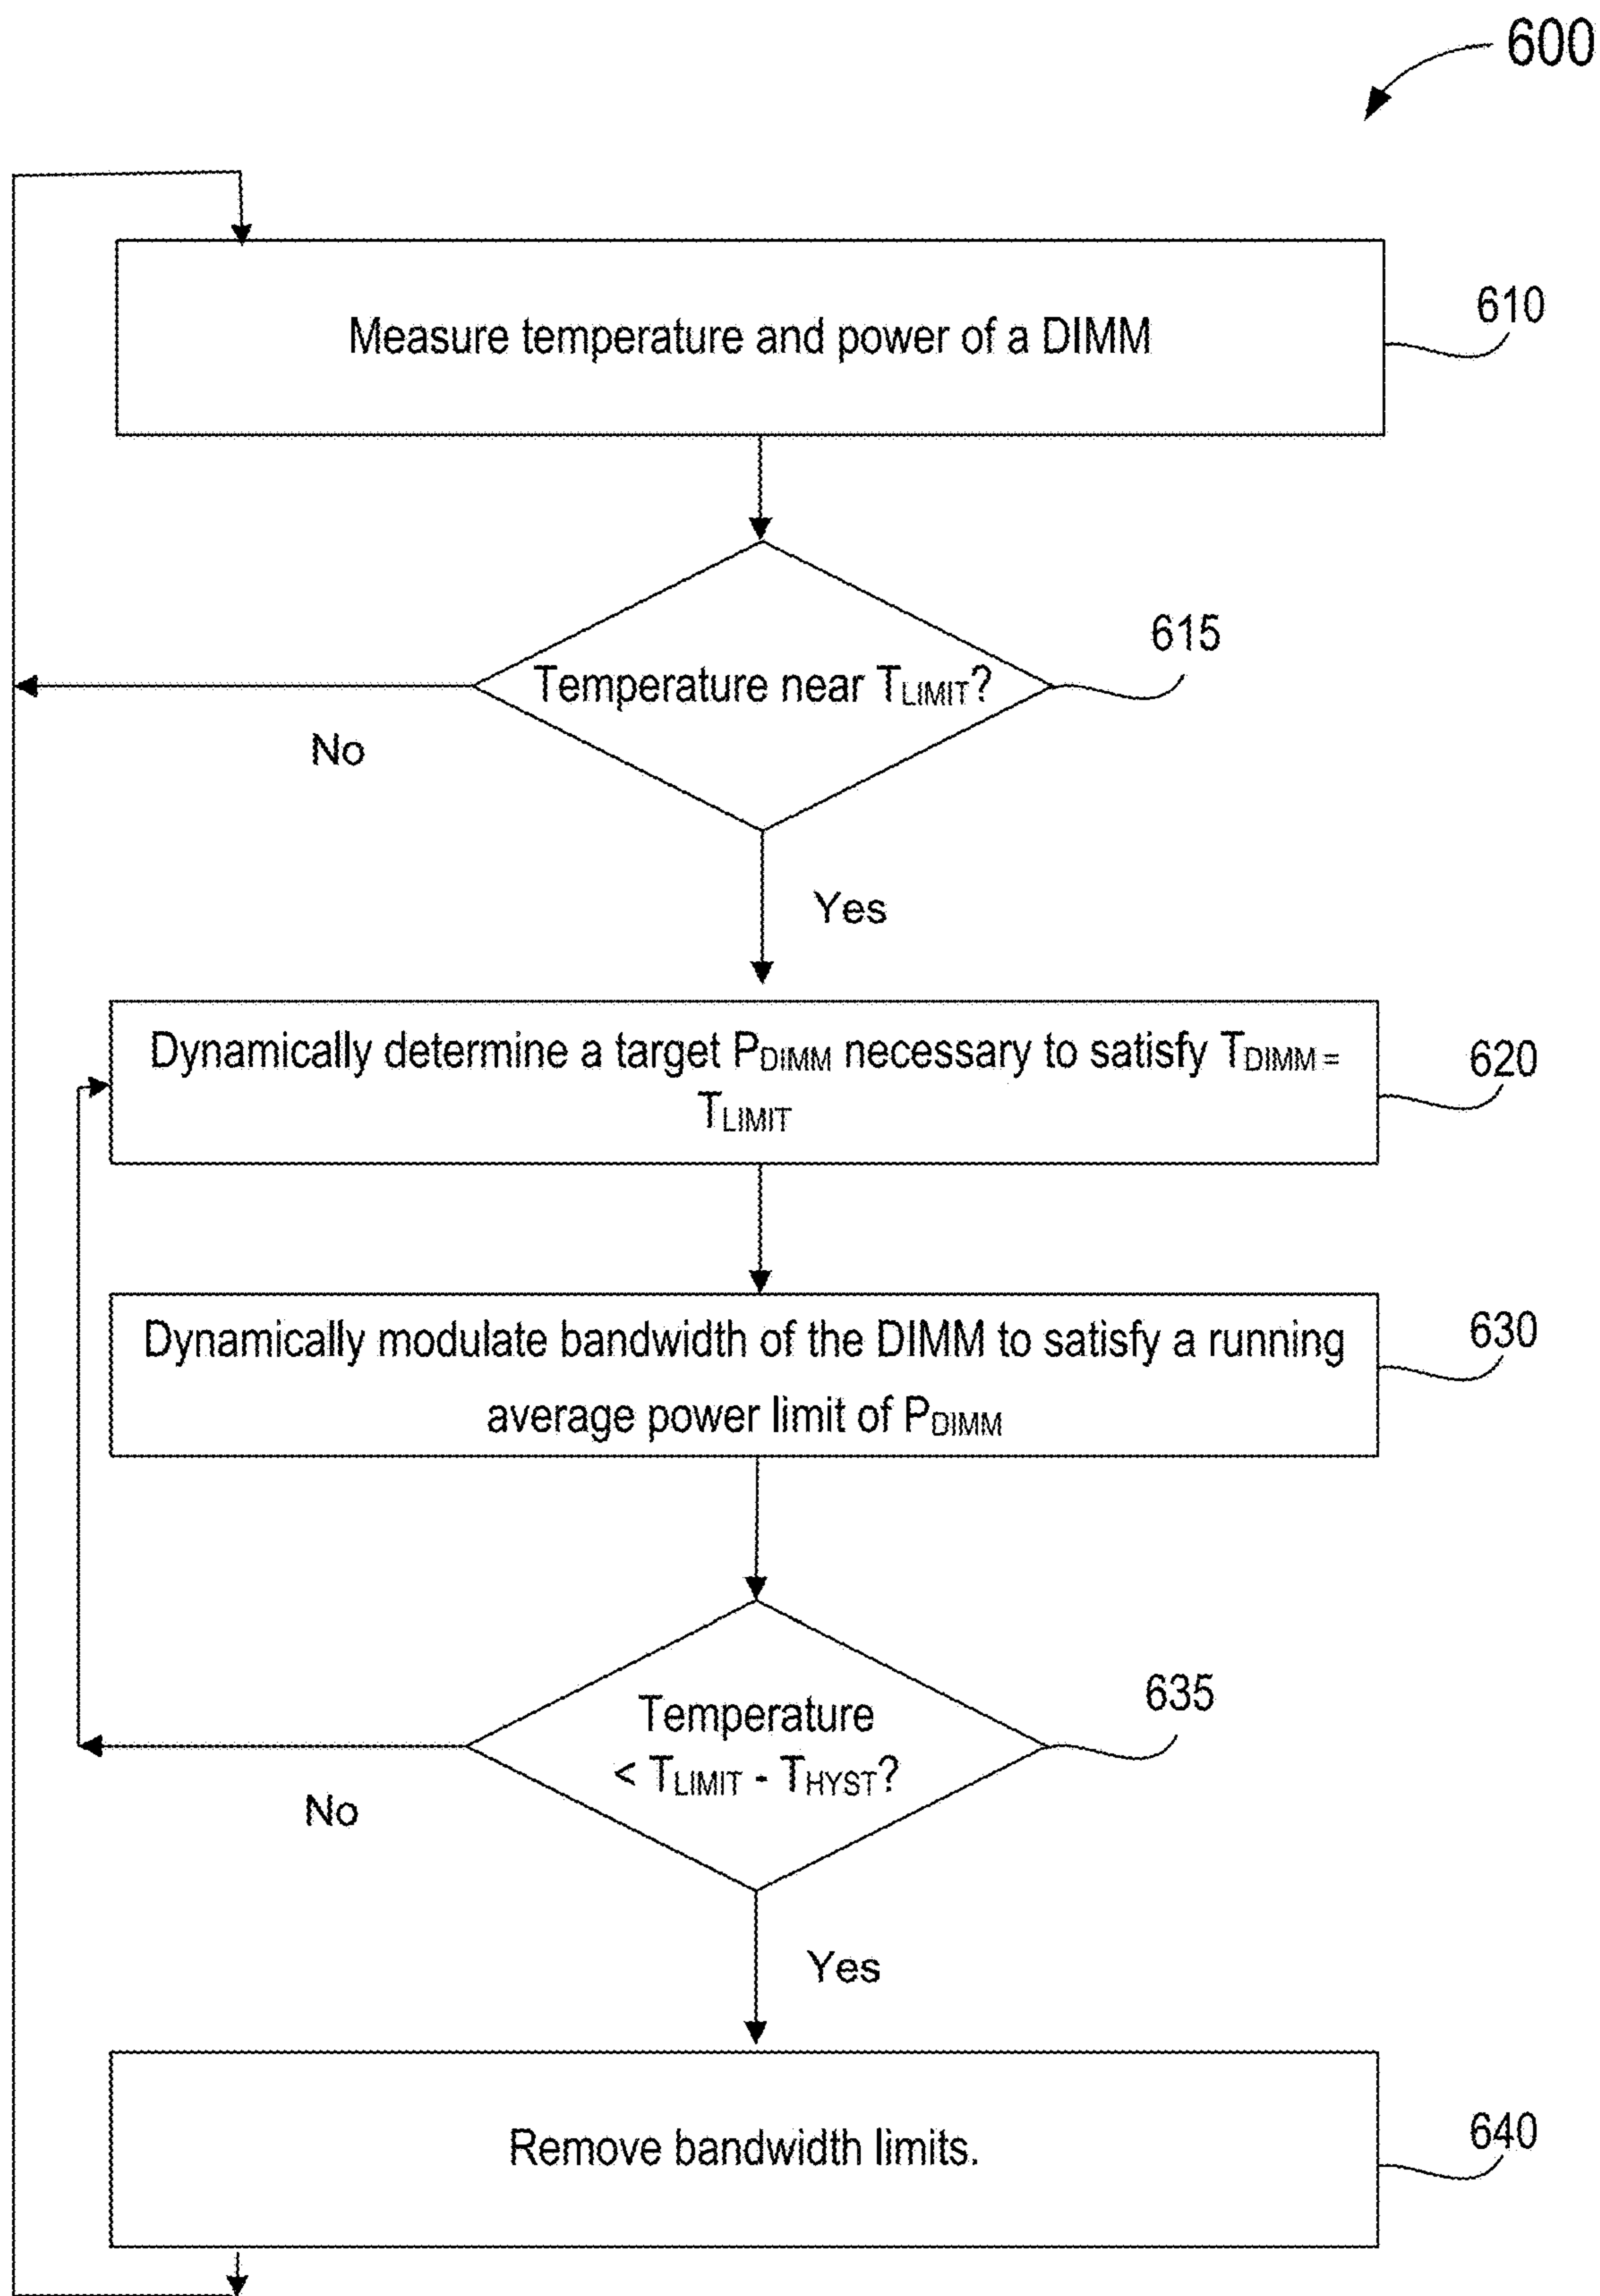 600
Measure temperature and power of a DIMM
610
615
Temperature near TLIMIT?
No
Yes
Dynamically determine a target PDIMM necessary to satisfy TDIMM =
TLIMIT
620
Dynamically modulate bandwidth of the DIMM to satisfy a running
average power limit of PDIMM
630
635
Temperature
< TLIMIT - THYST?
No
Yes
Remove bandwidth limits.
640